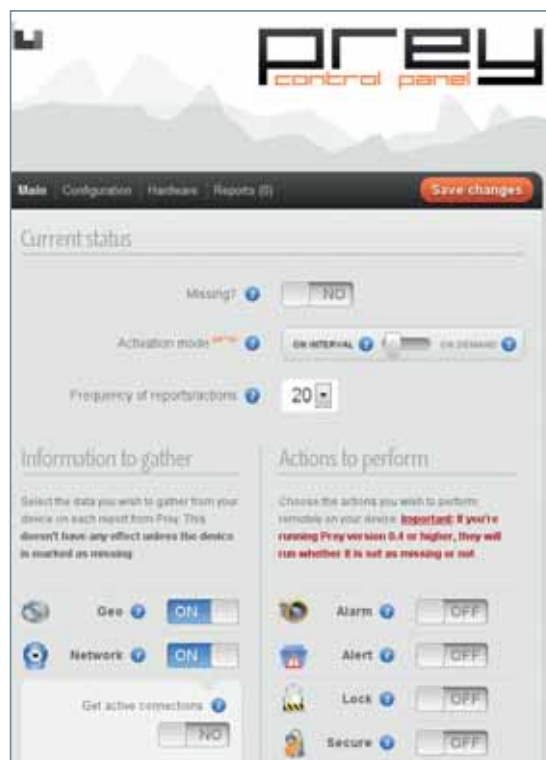 prey
control panel
Main Configuration Hardware Reports (0) Save changes
Current status
Missing? NO
Activation mode
ON INTERVAL ON DEMAND
Frequency of reports/actions 20
Information to gather
Select the data you wish to gather from your
device on each report from Prey. This
doesn't have any effect unless the device
is marked as missing.
Geo ON
Network ON
Get active connections
NO
Actions to perform
Choose the actions you wish to perform
remotely on your device. Important: If you're
running Prey version 0.4 or higher, they will
run whether it is set as missing or not.
Alarm OFF
Alert OFF
Lock OFF
Secure OFF